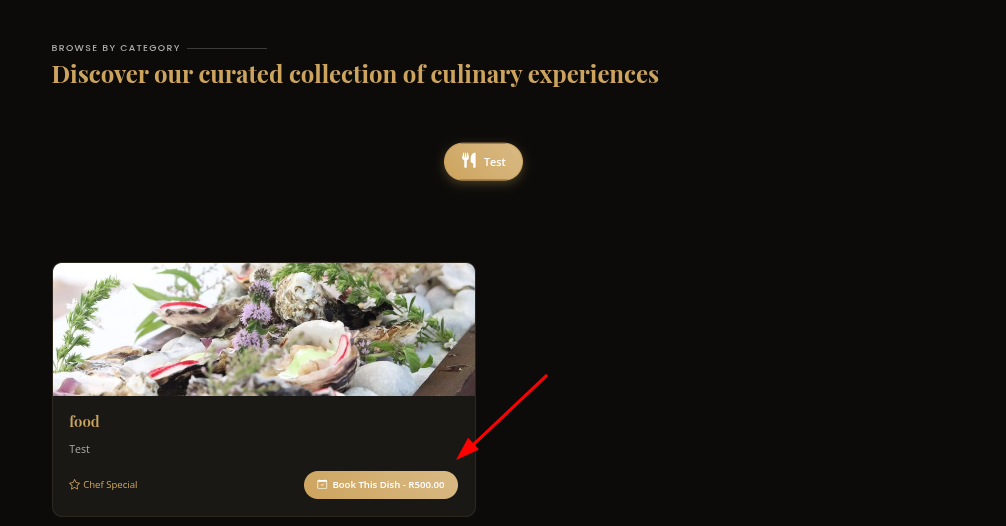 BROWSE BY CATEGORY
Discover our curated collection of culinary experiences
Test
food
Test
Chef Special
Book This Dish - R500.00